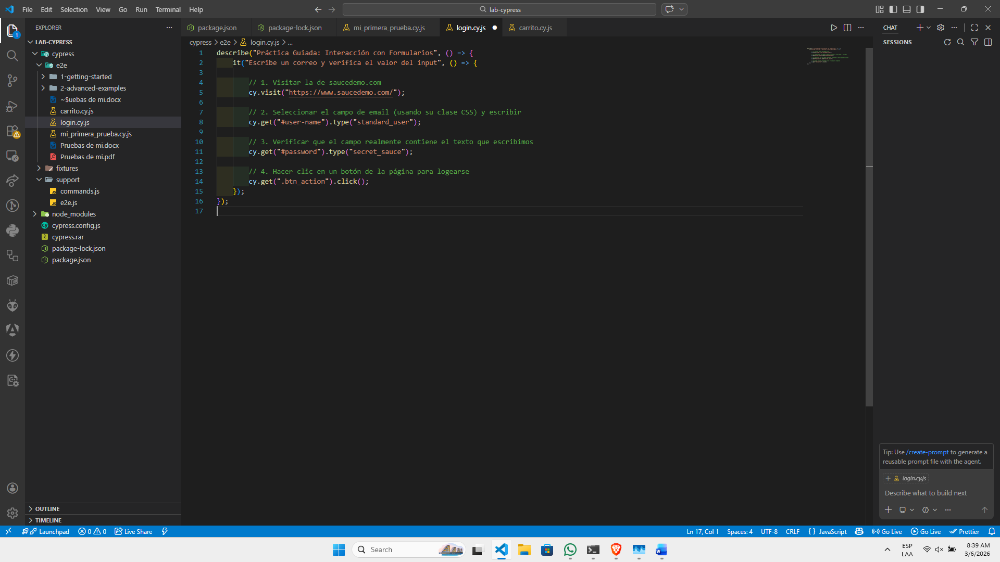 File Edit Selection View Go Run Terminal Help
lab-cypress
EXPLORER
LAB-CYPRESS
cypress
e2e
1-getting-started
2-advanced-examples
~$uebas de mi.docx
carrito.cy.js
login.cy.js
mi_primera_prueba.cy.js
Pruebas de mi.docx
Pruebas de mi.pdf
fixtures
support
commands.js
e2e.js
node_modules
cypress.config.js
cypress.rar
package-lock.json
package.json
OUTLINE
TIMELINE
package.json package-lock.json mi_primera_prueba.cy.js login.cy.js carrito.cy.js
cypress > e2e > login.cy.js > ...
1 describe("Práctica Guiada: Interacción con Formularios", () => {
2 it("Escribe un correo y verifica el valor del input", () => {
3
4 // 1. Visitar la de saucedemo.com
5 cy.visit("https://www.saucedemo.com/");
6
7 // 2. Seleccionar el campo de email (usando su clase CSS) y escribir
8 cy.get("#user-name").type("standard_user");
9
10 // 3. Verificar que el campo realmente contiene el texto que escribimos
11 cy.get("#password").type("secret_sauce");
12
13 // 4. Hacer clic en un botón de la página para logearse
14 cy.get(".btn_action").click();
15 });
16 });
17
CHAT
SESSIONS
Tip: Use /create-prompt to generate a
reusable prompt file with the agent.
login.cy.js
Describe what to build next
1
Launchpad 0 0 Live Share
Ln 17, Col 1 Spaces: 4 UTF-8 CRLF { } JavaScript Go Live Go Live Prettier
Search
ESP
LAA
8:39 AM
3/6/2026